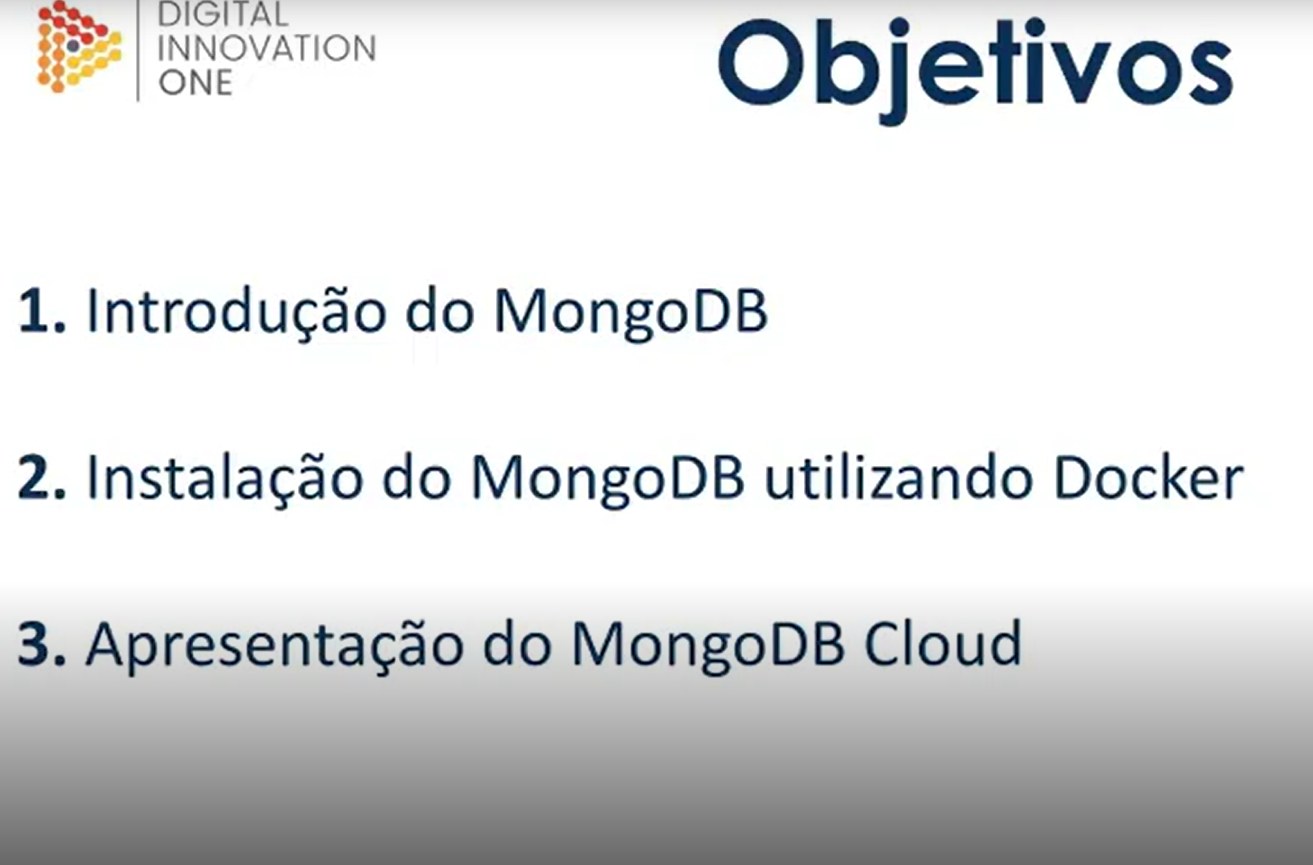 DIGITAL
INNOVATION
ONE
Objetivos
1. Introdução do MongoDB
2. Instalação do MongoDB utilizando Docker
3. Apresentação do MongoDB Cloud